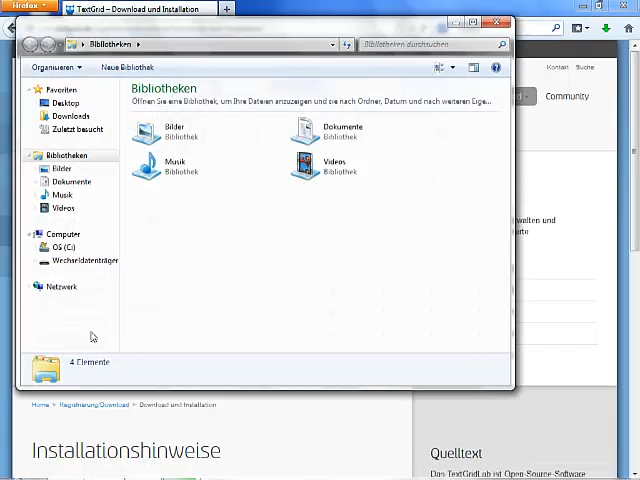 Firefox
TextGrid – Download und Installation
Bibliotheken
Bibliotheken durchsuchen
Organisieren
Neue Bibliothek
Kontakt Suche
Community
Favoriten
Desktop
Downloads
Zuletzt besucht
Bibliotheken
Bilder
Dokumente
Musik
Videos
Computer
OS (C:)
Wechseldatenträger
Netzwerk
Bibliotheken
Öffnen Sie eine Bibliothek, um Ihre Dateien anzuzeigen und sie nach Ordner, Datum und nach weiteren Eige...
Bilder
Bibliothek
Dokumente
Bibliothek
Musik
Bibliothek
Videos
Bibliothek
walten und
4 Elemente
Home Registrierung/Download Download und Installation
Installationshinweise
Quelltext
Das TextGridLab ist Open-Source-Software